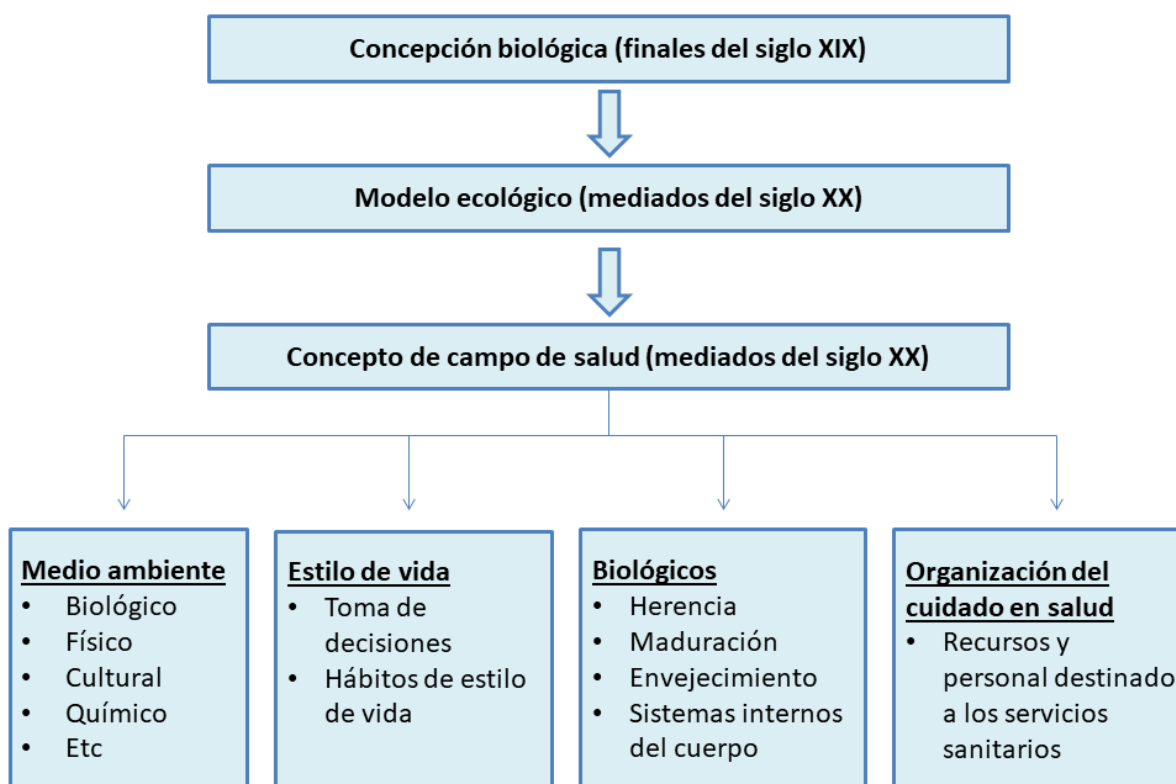 Concepción biológica (finales del siglo XIX)
Modelo ecológico (mediados del siglo XX)
Concepto de campo de salud (mediados del siglo XX)
Medio ambiente
• Biológico
• Físico
• Cultural
• Químico
• Etc
Estilo de vida
• Toma de
decisiones
• Hábitos de estilo
de vida
Biológicos
• Herencia
• Maduración
• Envejecimiento
• Sistemas internos
del cuerpo
Organización del
cuidado en salud
• Recursos y
personal destinado
a los servicios
sanitarios